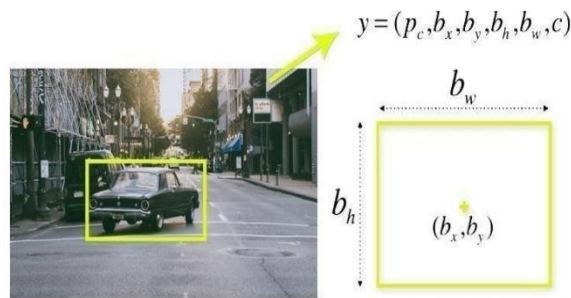 y = (p_c, b_x, b_y, b_h, b_w, c)
b_w
b_h
(b_x, b_y)